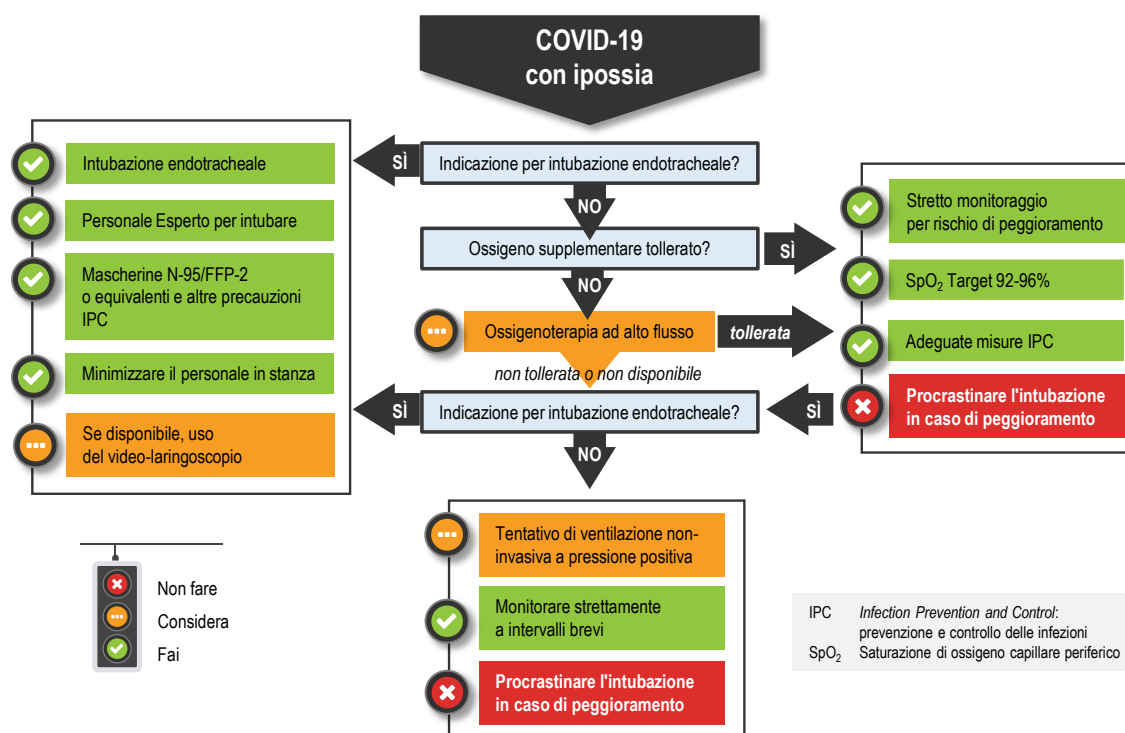 COVID-19
con ipossia
Indicazione per intubazione endotracheale?
SÌ
NO
Intubazione endotracheale
Personale Esperto per intubare
Mascherine N-95/FFP-2
o equivalenti e altre precauzioni
IPC
Minimizzare il personale in stanza
Se disponibile, uso
del video-laringoscopio
Ossigeno supplementare tollerato?
SÌ
NO
Stretto monitoraggio
per rischio di peggioramento
SpO₂ Target 92-96%
Adeguate misure IPC
Procrastinare l'intubazione
in caso di peggioramento
Ossigenoterapia ad alto flusso
tollerata
non tollerata o non disponibile
Indicazione per intubazione endotracheale?
SÌ
SÌ
NO
Tentativo di ventilazione non-
invasiva a pressione positiva
Monitorare strettamente
a intervalli brevi
Procrastinare l'intubazione
in caso di peggioramento
Non fare
Considera
Fai
IPC Infection Prevention and Control:
prevenzione e controllo delle infezioni
SpO₂ Saturazione di ossigeno capillare periferico